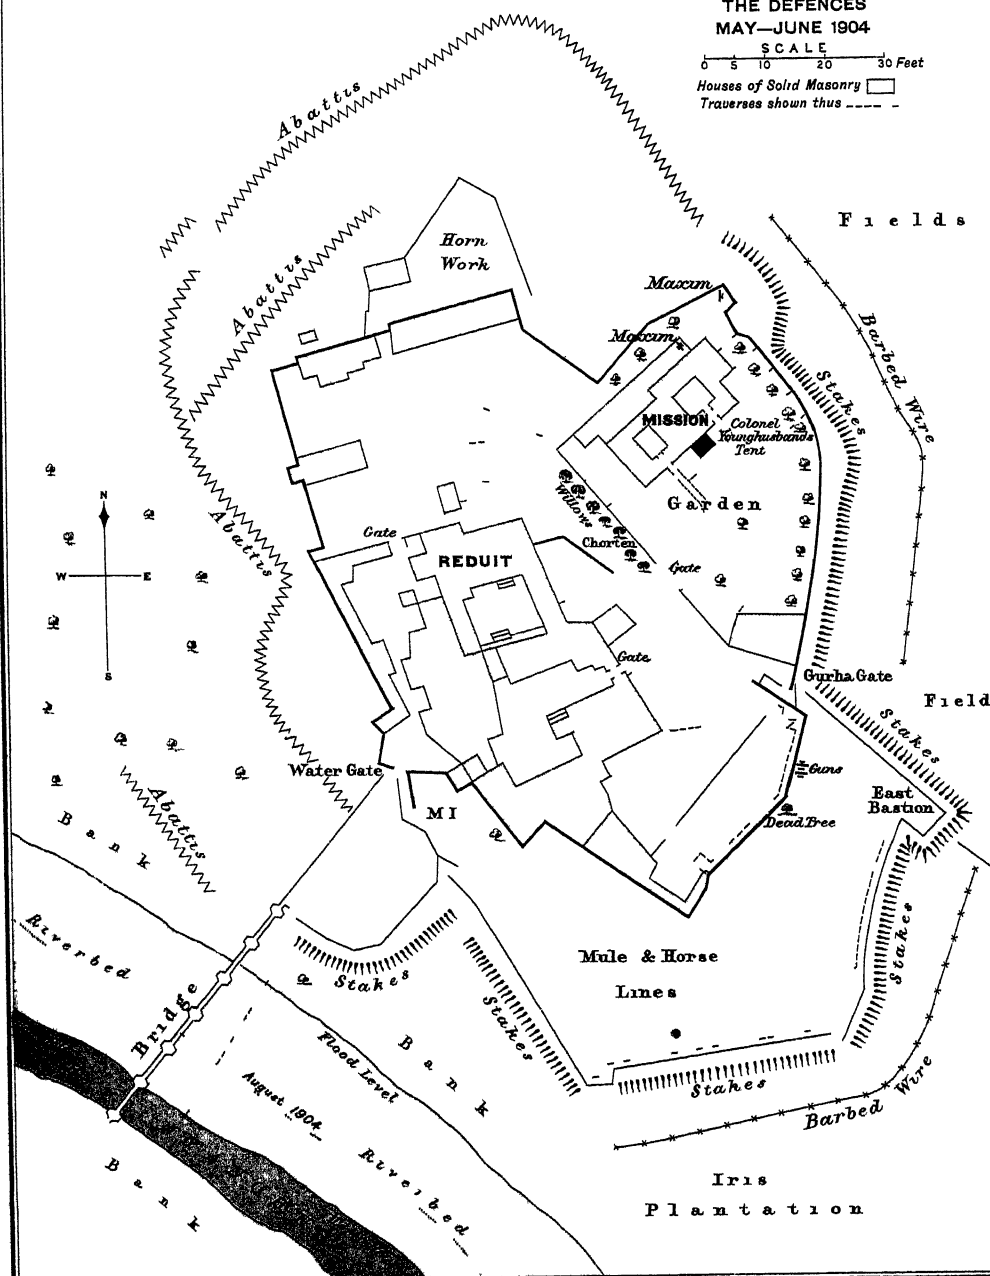 THE DEFENCES
MAY—JUNE 1904
SCALE
0 5 10 20 30 Feet
Houses of Solid Masonry
Traverses shown thus
Abattis
Fields
Horn
Work
Abattis
Maxim
Maxim
Barbed Wire
Stakes
MISSION
Colonel
Younghusband's
Tent
N
W E
S
Abattis
Willows
Garden
Gate
Chorten
REDUIT
Gate
Gate
Gurha Gate
Field
Stakes
Water Gate
Guns
East
Bastion
M I
Dead Tree
Abattis
Bank
Riverbed
Stakes
Stakes
Mule & Horse
Lines
Stakes
Bridge
Flood Level
Bank
August 1904
Stakes
Barbed Wire
Riverbed
Bank
Iris
Plantation